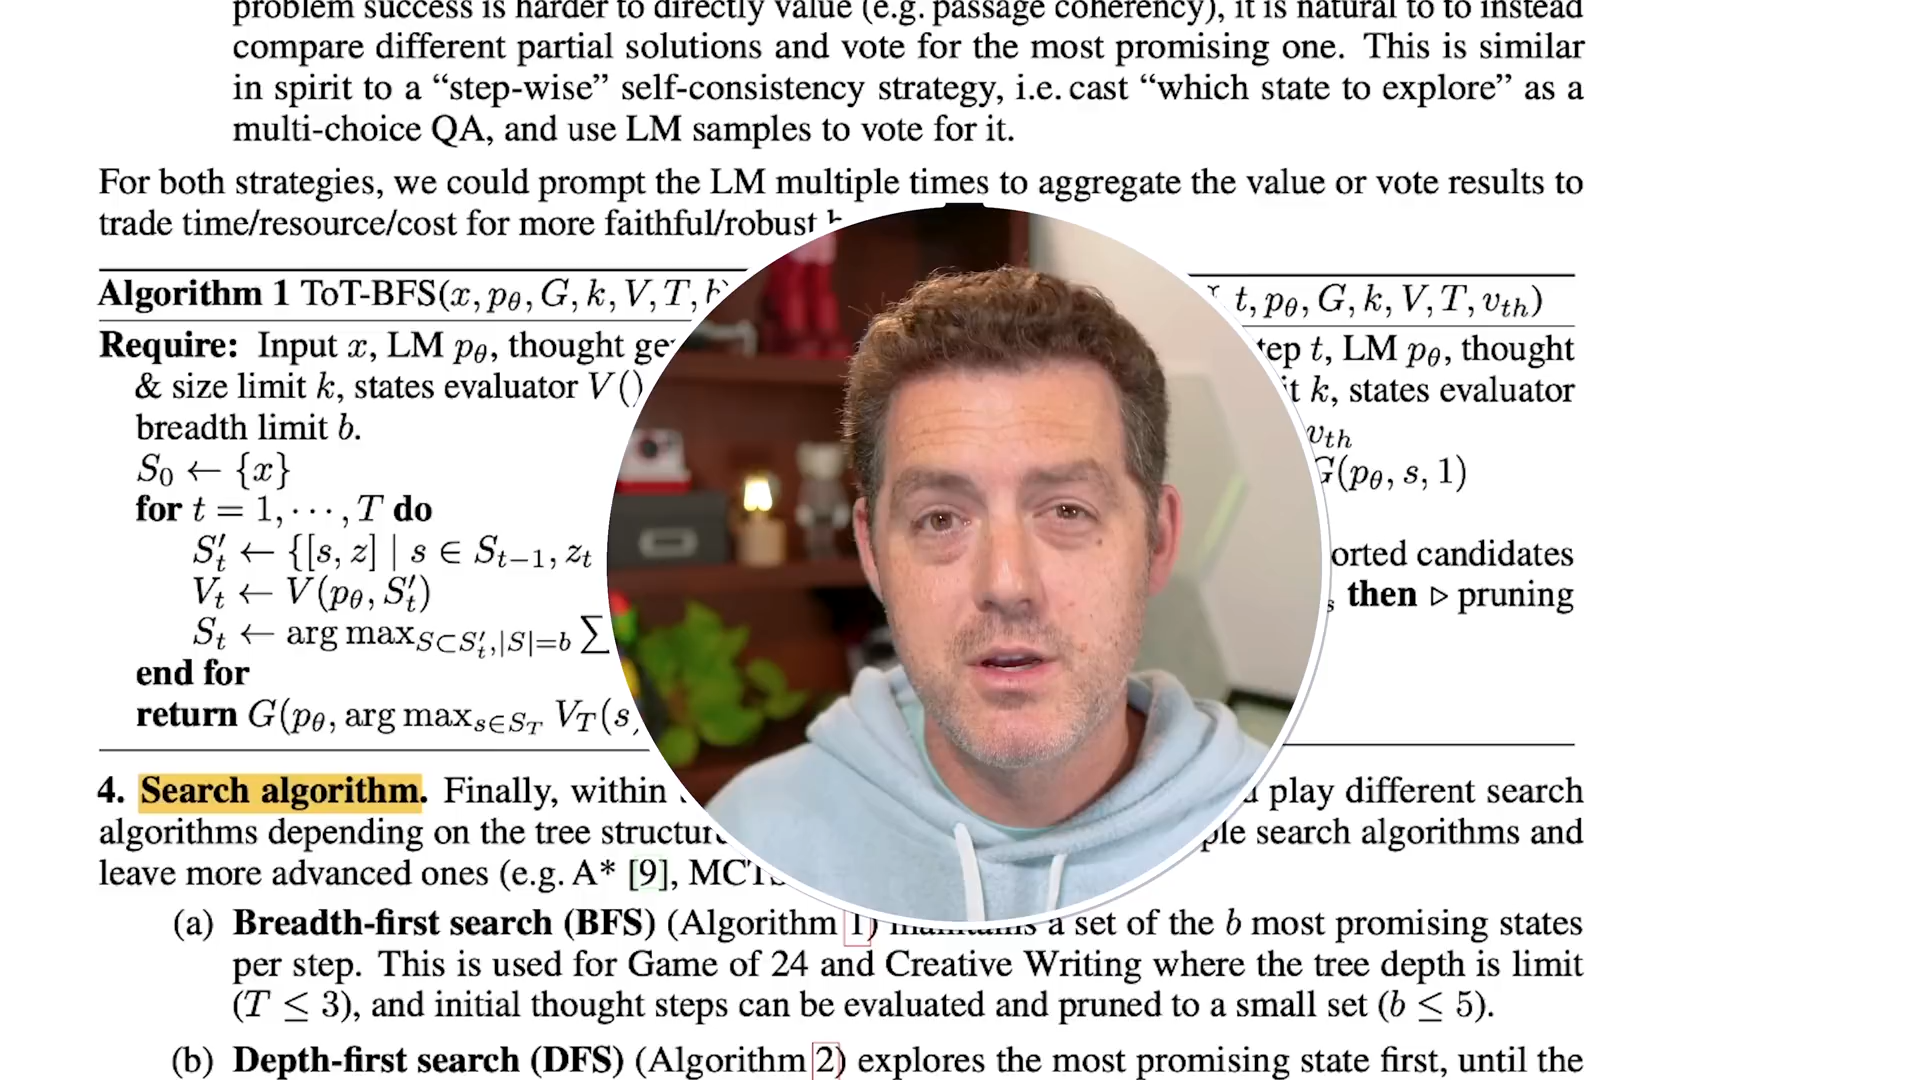 problem success is harder to directly value (e.g. passage coherency), it is natural to to instead
compare different partial solutions and vote for the most promising one. This is similar
in spirit to a “step-wise” self-consistency strategy, i.e. cast “which state to explore” as a
multi-choice QA, and use LM samples to vote for it.
For both strategies, we could prompt the LM multiple times to aggregate the value or vote results to
trade time/resource/cost for more faithful/robust
Algorithm 1 ToT-BFS(x, pθ, G, k, V, T,
Require: Input x, LM pθ, thought
& size limit k, states evaluator V()
breadth limit b.
S0 ← {x}
for t = 1, · · · , T do
S′t ← {[s, z] | s ∈ St−1, zt
Vt ← V(pθ, S′t)
St ← arg maxS⊂S′t,|S|=b ∑
end for
return G(pθ, arg maxs∈ST VT(s
t, pθ, G, k, V, T, vth)
t, LM pθ, thought
k, states evaluator
vth
G(pθ, s, 1)
candidates
then ▷ pruning
4. Search algorithm. Finally, within play different search
algorithms depending on the tree search algorithms and
leave more advanced ones (e.g. A* [9],
(a) Breadth-first search (BFS) (Algorithm 1) a set of the b most promising states
per step. This is used for Game of 24 and Creative Writing where the tree depth is limit
(T ≤ 3), and initial thought steps can be evaluated and pruned to a small set (b ≤ 5).
(b) Depth-first search (DFS) (Algorithm 2) explores the most promising state first, until the